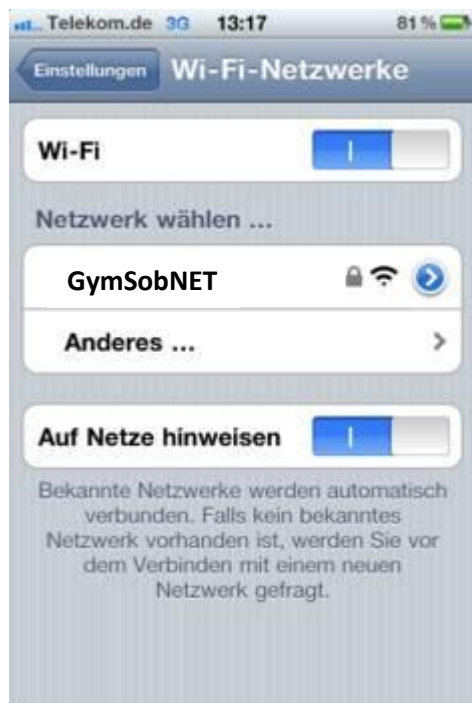 Telekom.de 3G 13:17 81 %
Einstellungen Wi-Fi-Netzwerke
Wi-Fi
Netzwerk wählen ...
GymSobNET
Anderes ...
Auf Netze hinweisen
Bekannte Netzwerke werden automatisch
verbunden. Falls kein bekanntes
Netzwerk vorhanden ist, werden Sie vor
dem Verbinden mit einem neuen
Netzwerk gefragt.